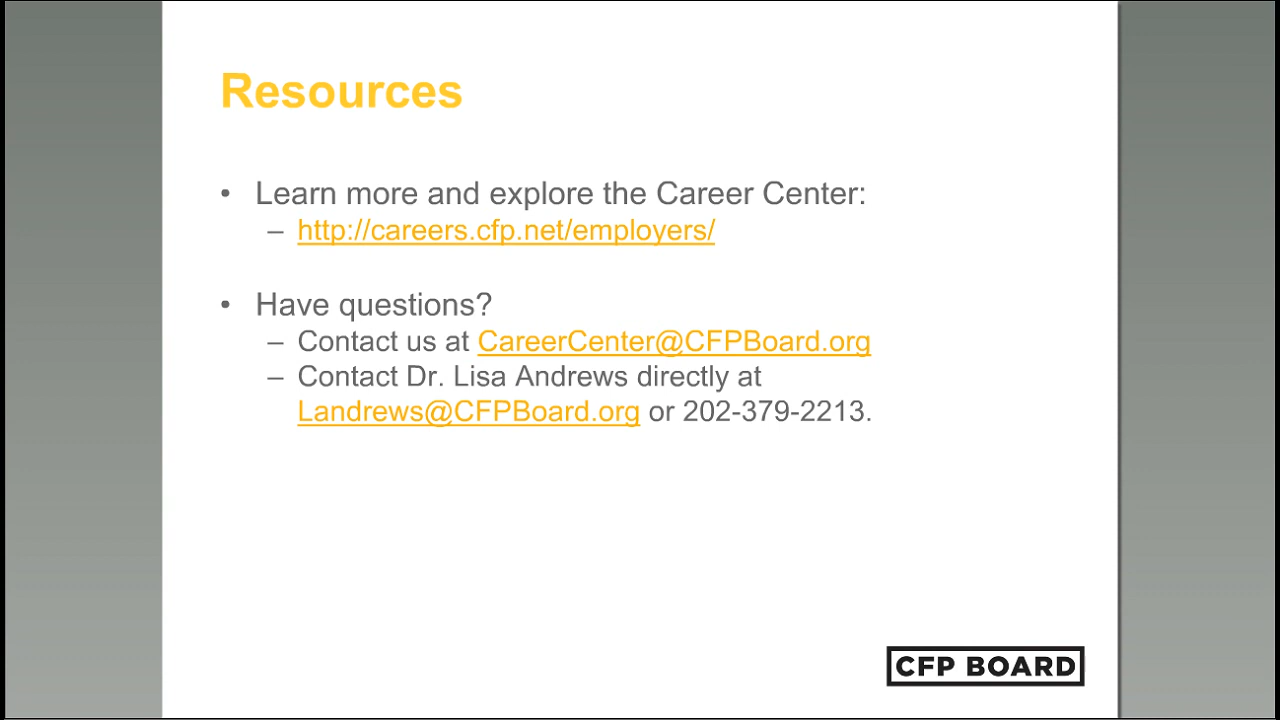 Resources
• Learn more and explore the Career Center:
– http://careers.cfp.net/employers/
• Have questions?
– Contact us at CareerCenter@CFPBoard.org
– Contact Dr. Lisa Andrews directly at
Landrews@CFPBoard.org or 202-379-2213.
CFP BOARD